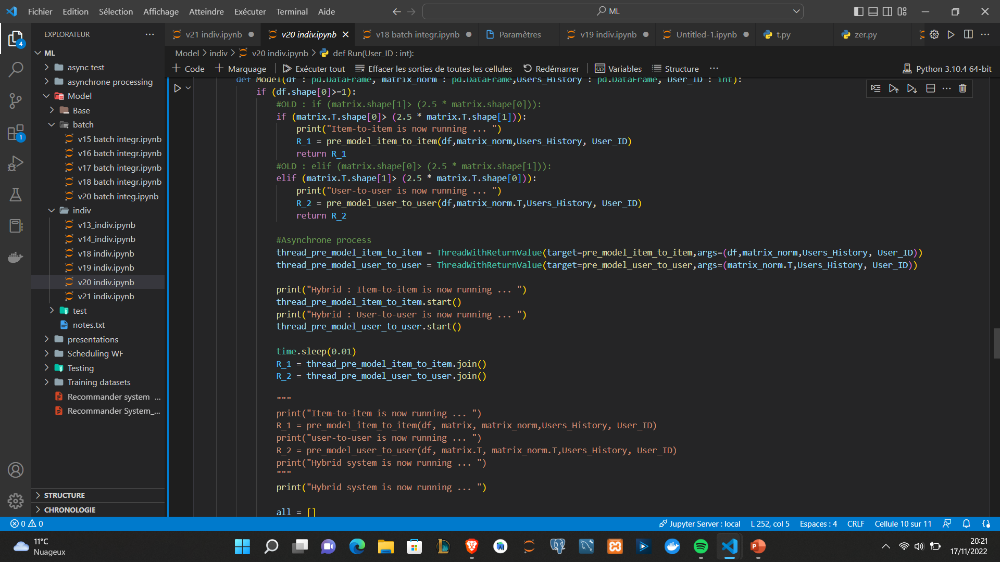 Fichier Edition Sélection Affichage Atteindre Exécuter Terminal Aide
ML
EXPLORATEUR
v21 indiv.ipynb
v20 indiv.ipynb
v18 batch integr.ipynb
Paramètres
v19 indiv.ipynb
Untitled-1.ipynb
t.py
zer.py
Model > indiv > v20 indiv.ipynb > def Run(User_ID : int):
Code Marquage Exécuter tout Effacer les sorties de toutes les cellules Redémarrer Variables Structure Python 3.10.4 64-bit
ML
async test
asynchrone processing
Model
Base
batch
v15 batch integr.ipynb
v16 batch integr.ipynb
v17 batch integr.ipynb
v18 batch integr.ipynb
v20 batch integ.ipynb
indiv
v13_indiv.ipynb
v14_indiv.ipynb
v18 indiv.ipynb
v19 indiv.ipynb
v20 indiv.ipynb
v21 indiv.ipynb
test
notes.txt
presentations
Scheduling WF
Testing
Training datasets
Recommander system ...
Recommander System_...
STRUCTURE
CHRONOLOGIE
4
1
def Model(df : pd.DataFrame, matrix_norm : pd.DataFrame,Users_History : pd.DataFrame, User_ID : int):
if (df.shape[0]>=1):
#OLD : if (matrix.shape[1]> (2.5 * matrix.shape[0])):
if (matrix.T.shape[0]> (2.5 * matrix.T.shape[1])):
print("Item-to-item is now running ... ")
R_1 = pre_model_item_to_item(df,matrix_norm,Users_History, User_ID)
return R_1
#OLD : elif (matrix.shape[0]> (2.5 * matrix.shape[1])):
elif (matrix.T.shape[1]> (2.5 * matrix.T.shape[0])):
print("User-to-user is now running ... ")
R_2 = pre_model_user_to_user(df,matrix_norm.T,Users_History, User_ID)
return R_2
#Asynchrone process
thread_pre_model_item_to_item = ThreadWithReturnValue(target=pre_model_item_to_item,args=(df,matrix_norm,Users_History, User_ID))
thread_pre_model_user_to_user = ThreadWithReturnValue(target=pre_model_user_to_user,args=(matrix_norm.T,Users_History, User_ID))
print("Hybrid : Item-to-item is now running ... ")
thread_pre_model_item_to_item.start()
print("Hybrid : User-to-user is now running ... ")
thread_pre_model_user_to_user.start()
time.sleep(0.01)
R_1 = thread_pre_model_item_to_item.join()
R_2 = thread_pre_model_user_to_user.join()
"""
print("Item-to-item is now running ... ")
R_1 = pre_model_item_to_item(df, matrix, matrix_norm,Users_History, User_ID)
print("user-to-user is now running ... ")
R_2 = pre_model_user_to_user(df, matrix.T, matrix_norm.T,Users_History, User_ID)
print("Hybrid system is now running ... ")
"""
print("Hybrid system is now running ... ")
all = []
0 0
Jupyter Server : local L 252, col 5 Espaces : 4 CRLF Cellule 10 sur 11
11°C
Nuageux
20:21
17/11/2022